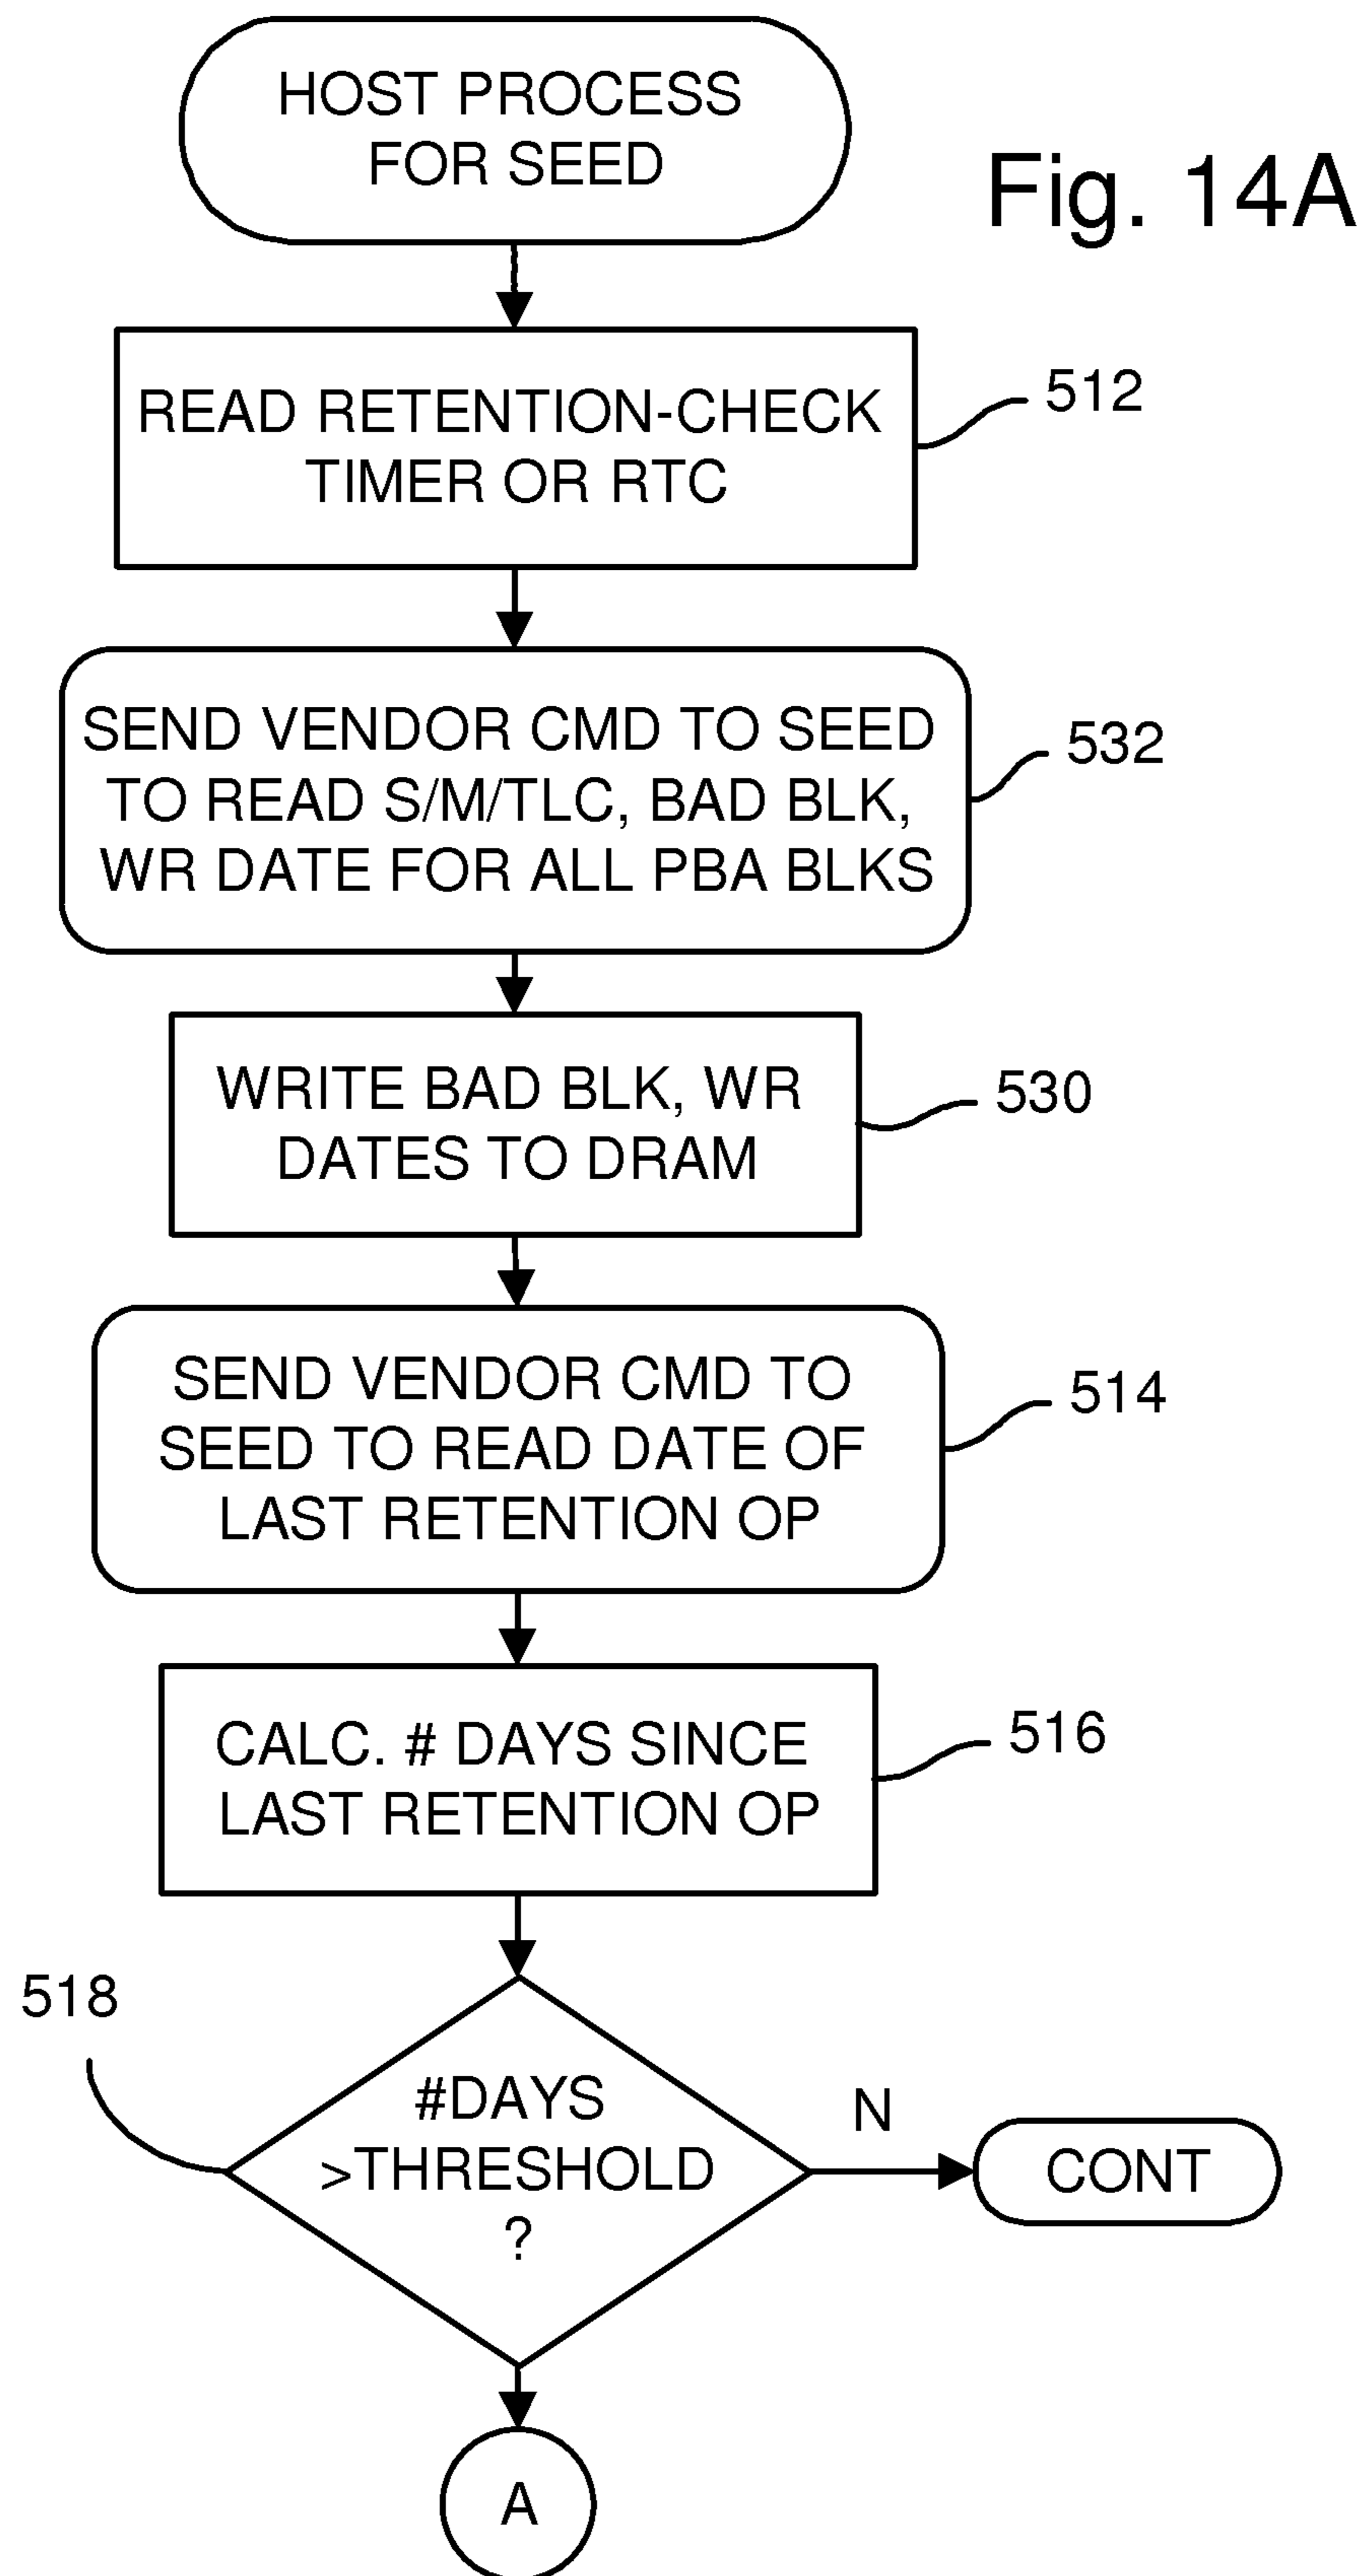 HOST PROCESS
FOR SEED
Fig. 14A
READ RETENTION-CHECK
TIMER OR RTC
512
SEND VENDOR CMD TO SEED
TO READ S/M/TLC, BAD BLK,
WR DATE FOR ALL PBA BLKS
532
WRITE BAD BLK, WR
DATES TO DRAM
530
SEND VENDOR CMD TO
SEED TO READ DATE OF
LAST RETENTION OP
514
CALC. # DAYS SINCE
LAST RETENTION OP
516
518
#DAYS
>THRESHOLD
?
N
CONT
A